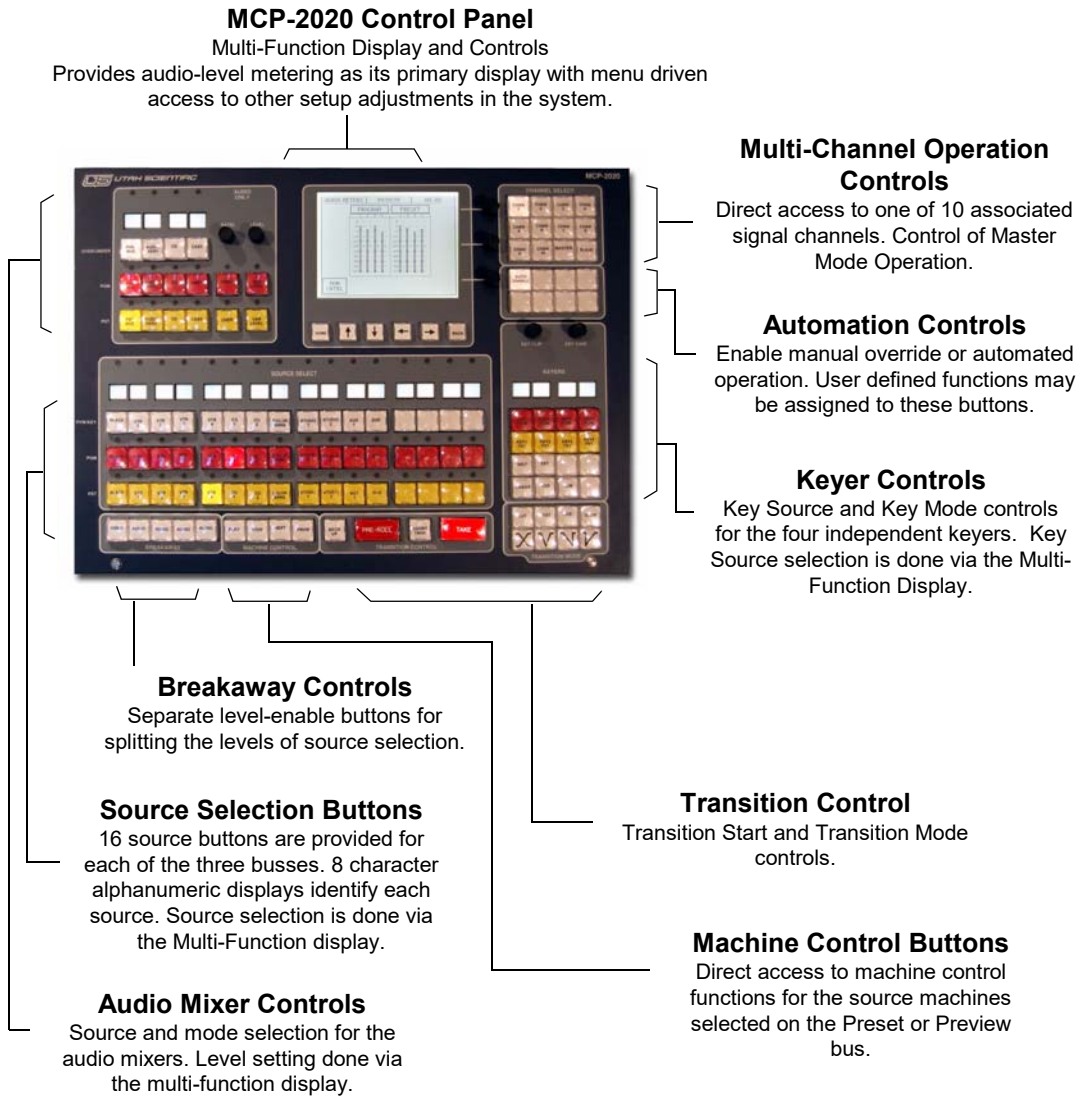 MCP-2020 Control Panel
Multi-Function Display and Controls
Provides audio-level metering as its primary display with menu driven
access to other setup adjustments in the system.
Multi-Channel Operation
Controls
Direct access to one of 10 associated
signal channels. Control of Master
Mode Operation.
Automation Controls
Enable manual override or automated
operation. User defined functions may
be assigned to these buttons.
Keyer Controls
Key Source and Key Mode controls
for the four independent keyers. Key
Source selection is done via the Multi-
Function Display.
UTAH SCIENTIFIC
MCP-2020
AUDIO
ONLY
CHANNEL SELECT
PROGRAM
PRESET
KEYERS
SOURCE SELECT
PGM
PST
PRE-ROLL
TAKE
BREAKAWAY
MACHINE CONTROL
TRANSITION CONTROL
TRANSITION MODE
Breakaway Controls
Separate level-enable buttons for
splitting the levels of source selection.
Source Selection Buttons
16 source buttons are provided for
each of the three busses. 8 character
alphanumeric displays identify each
source. Source selection is done via
the Multi-Function display.
Audio Mixer Controls
Source and mode selection for the
audio mixers. Level setting done via
the multi-function display.
Transition Control
Transition Start and Transition Mode
controls.
Machine Control Buttons
Direct access to machine control
functions for the source machines
selected on the Preset or Preview
bus.